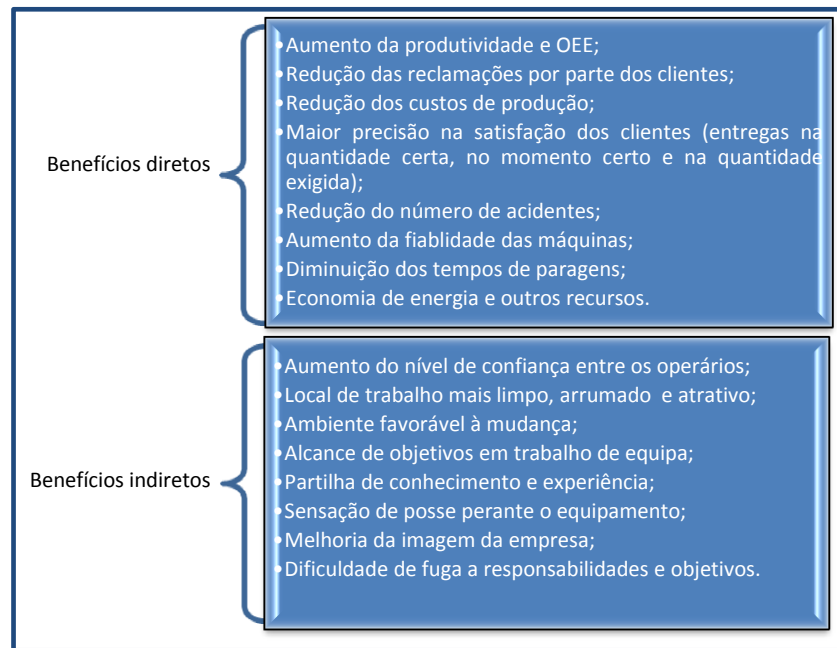 Benefícios diretos
•Aumento da produtividade e OEE;
•Redução das reclamações por parte dos clientes;
•Redução dos custos de produção;
•Maior precisão na satisfação dos clientes (entregas na
quantidade certa, no momento certo e na quantidade
exigida);
•Redução do número de acidentes;
•Aumento da fiablidade das máquinas;
•Diminuição dos tempos de paragens;
•Economia de energia e outros recursos.
Benefícios indiretos
•Aumento do nível de confiança entre os operários;
•Local de trabalho mais limpo, arrumado e atrativo;
•Ambiente favorável à mudança;
•Alcance de objetivos em trabalho de equipa;
•Partilha de conhecimento e experiência;
•Sensação de posse perante o equipamento;
•Melhoria da imagem da empresa;
•Dificuldade de fuga a responsabilidades e objetivos.